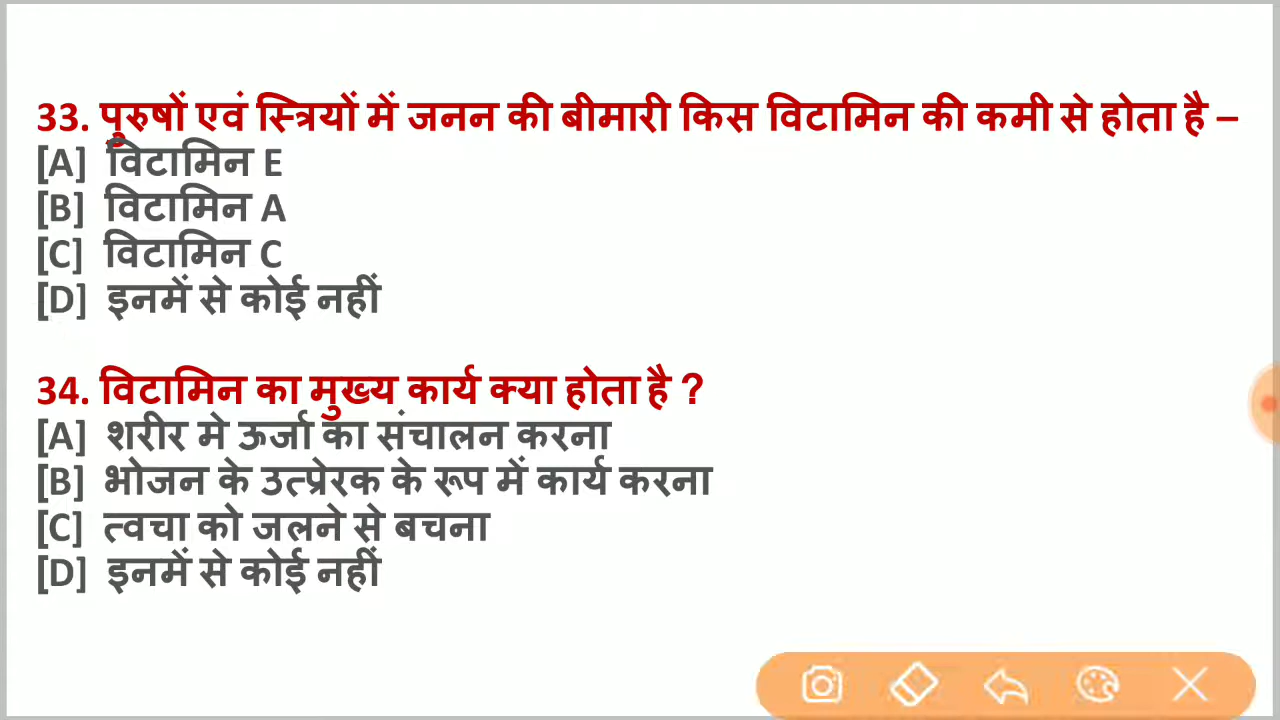 33. पुरुषों एवं स्त्रियों में जनन की बीमारी किस विटामिन की कमी से होता है –
[A] विटामिन E
[B] विटामिन A
[C] विटामिन C
[D] इनमें से कोई नहीं
34. विटामिन का मुख्य कार्य क्या होता है ?
[A] शरीर मे ऊर्जा का संचालन करना
[B] भोजन के उत्प्रेरक के रूप में कार्य करना
[C] त्वचा को जलने से बचना
[D] इनमें से कोई नहीं